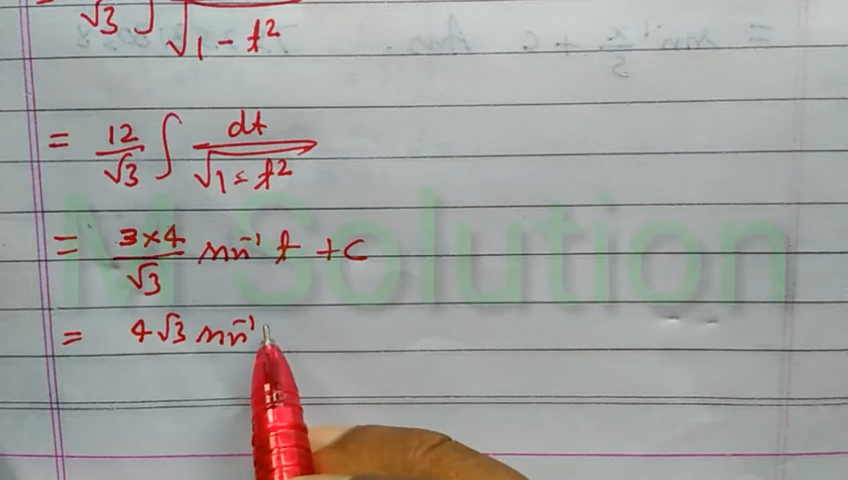 √3 ∫ √1 - t²
= 12/√3 ∫ dt/√1 - t²
= 3×4/√3 sin⁻¹ t + c
= 4√3 sin⁻¹
M Solution